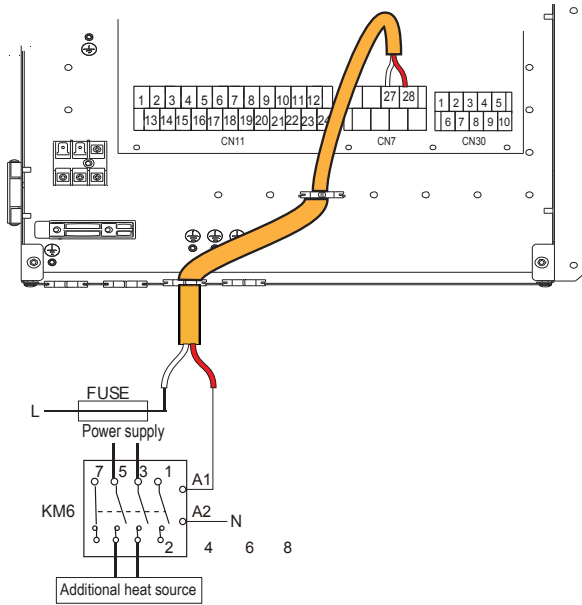 27 28
1 2 3 4 5 6 7 8 9 10 11 12
1 2 3 4 5
13 14 15 16 17 18 19 20 21 22 23 24
6 7 8 9 10
CN11 CN7 CN30
FUSE
L
Power supply
7 5 3 1
A1
KM6
A2
N
2 4 6 8
Additional heat source